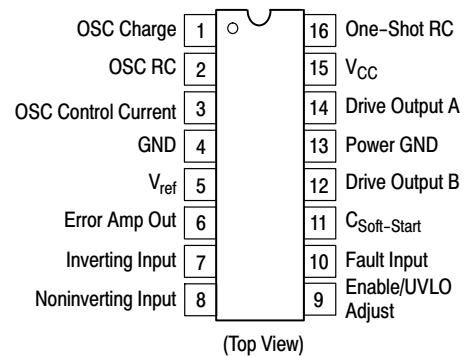 OSC Charge 1
OSC RC 2
OSC Control Current 3
GND 4
Vref 5
Error Amp Out 6
Inverting Input 7
Noninverting Input 8
16 One-Shot RC
15 VCC
14 Drive Output A
13 Power GND
12 Drive Output B
11 CSoft-Start
10 Fault Input
9 Enable/UVLO
Adjust
(Top View)